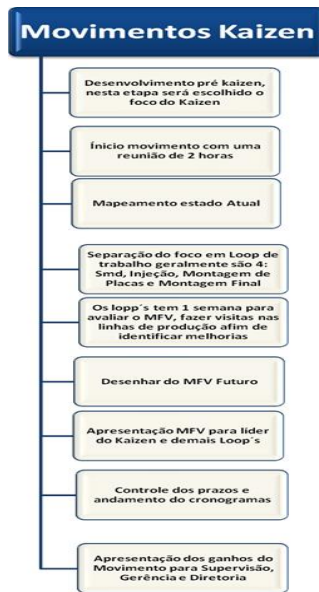 Movimentos Kaizen
Desenvolvimento pré kaizen,
nesta etapa será escolhido o
foco do Kaizen
Ínicio movimento com uma
reunião de 2 horas
Mapeamento estado Atual
Separação do foco em Loop de
trabalho geralmente são 4:
Smd, Injeção, Montagem de
Placas e Montagem Final
Os lopp´s tem 1 semana para
avaliar o MFV, fazer visitas nas
linhas de produção afim de
identificar melhorias
Desenhar do MFV Futuro
Apresentação MFV para líder
do Kaizen e demais Loop´s
Controle dos prazos e
andamento do cronogramas
Apresentação dos ganhos do
Movimento para Supervisão,
Gerência e Diretoria